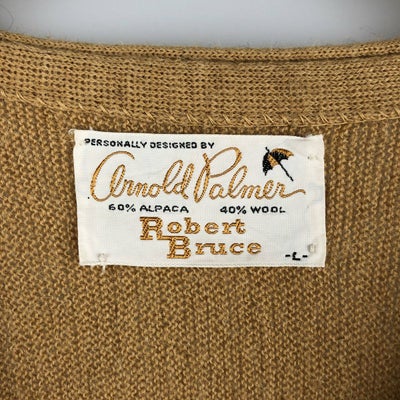 PERSONALLY DESIGNED BY
Arnold Palmer
60% ALPACA 40% WOOL
Robert
Bruce
-L-